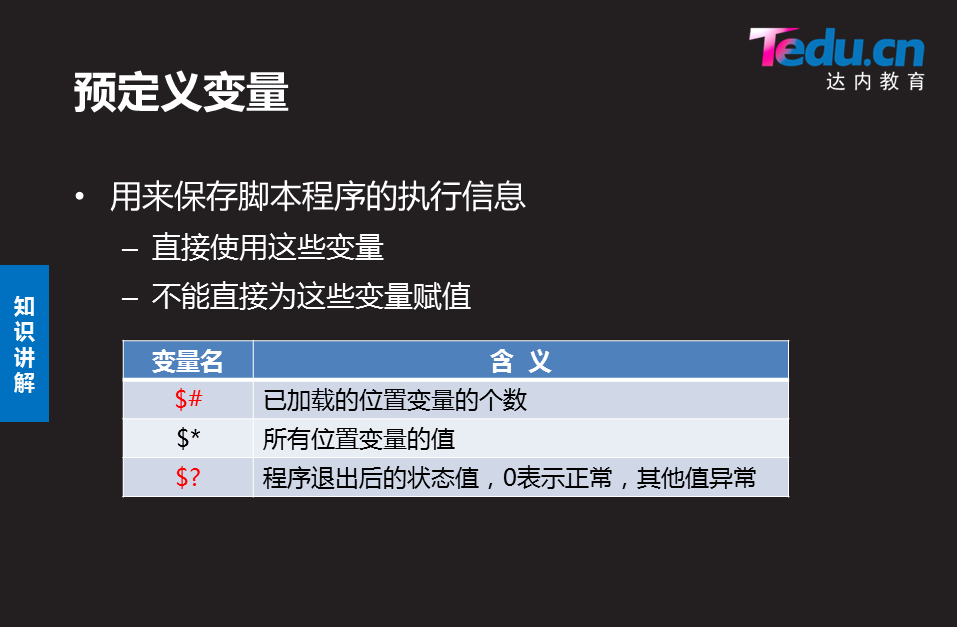 Tedu.cn
达内教育
预定义变量
• 用来保存脚本程序的执行信息
– 直接使用这些变量
– 不能直接为这些变量赋值
知识讲解
变量名 含 义
$# 已加载的位置变量的个数
$* 所有位置变量的值
$? 程序退出后的状态值，0表示正常，其他值异常